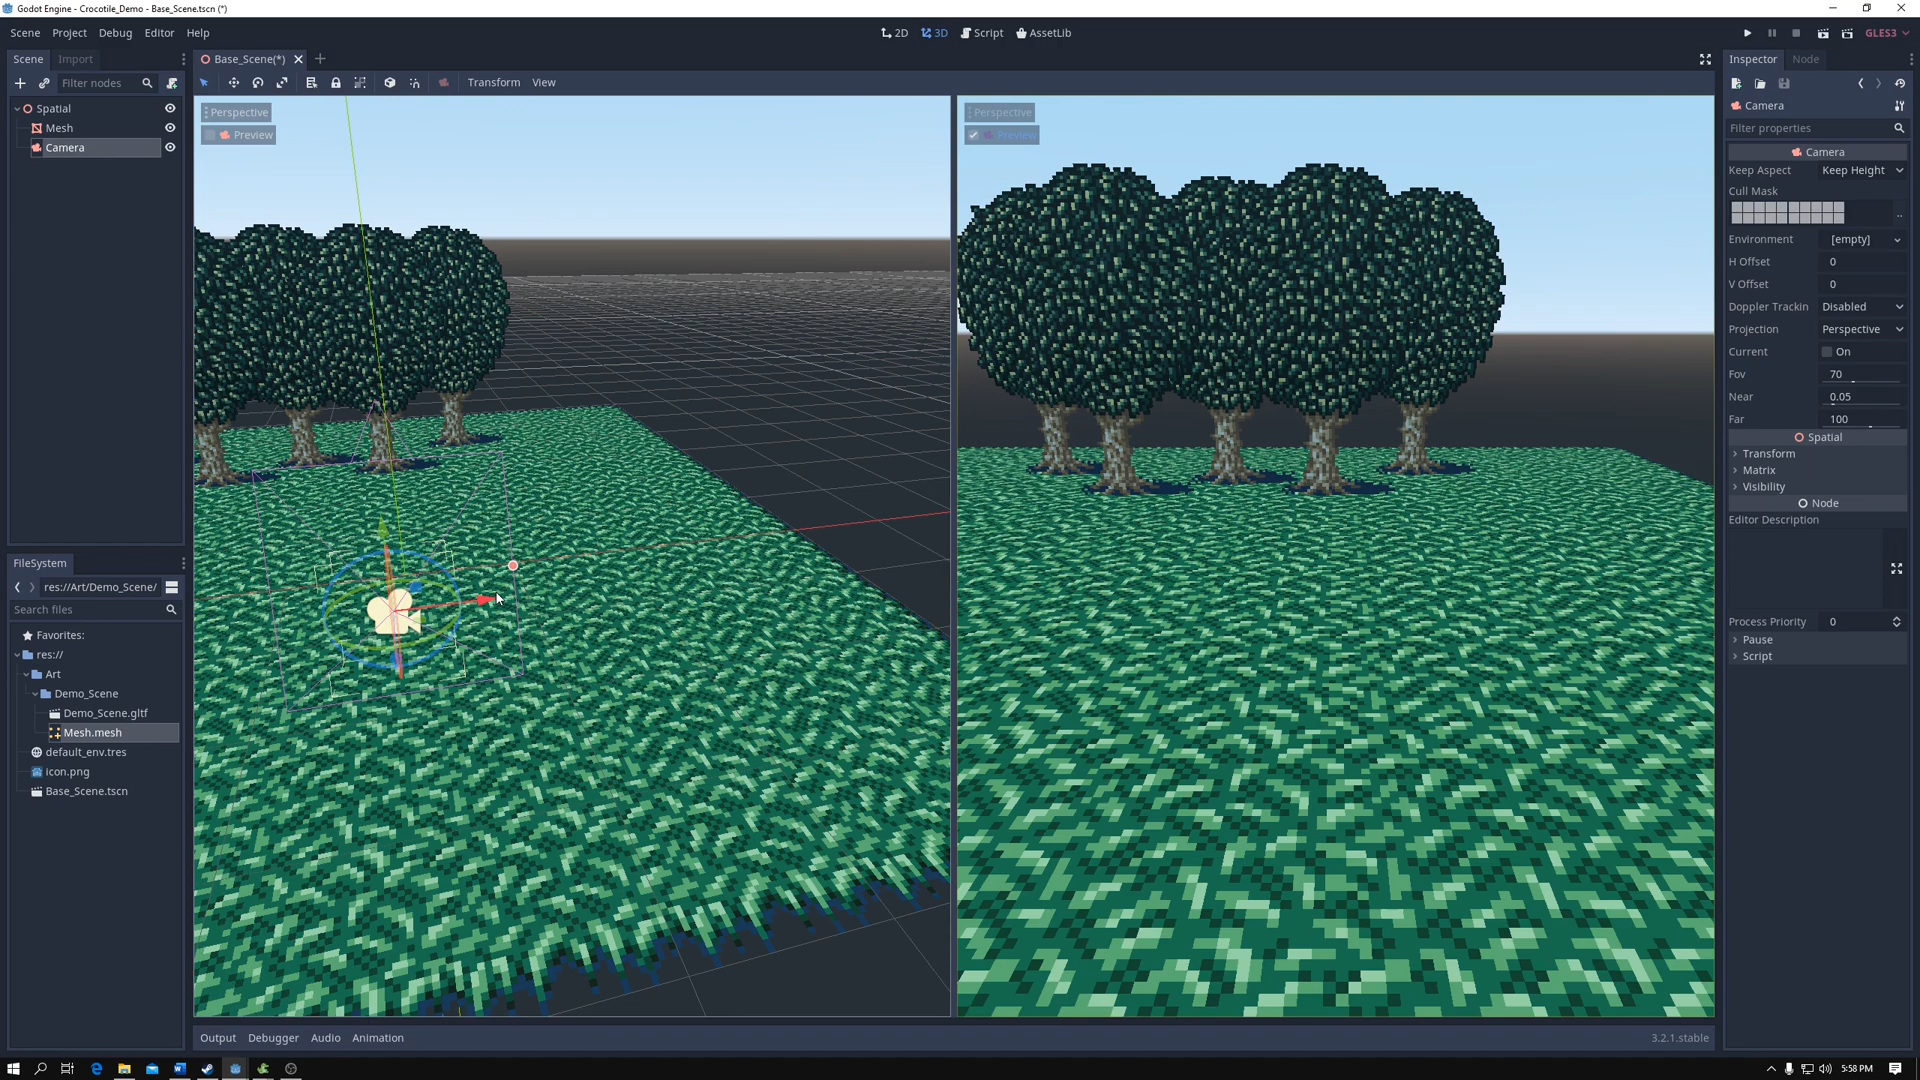 Godot Engine - Crocotile_Demo - Base_Scene.tscn (*)
Scene Project Debug Editor Help
2D 3D Script AssetLib
GLES3
Scene Import
Base_Scene(*)
Inspector Node
Filter nodes
Transform View
Spatial
Mesh
Camera
Perspective
Preview
Perspective
Preview
Camera
Filter properties
Camera
Keep Aspect Keep Height
Cull Mask
..
Environment [empty]
H Offset 0
V Offset 0
Doppler Trackin Disabled
Projection Perspective
Current On
Fov 70
Near 0.05
Far 100
Spatial
Transform
Matrix
Visibility
Node
Editor Description
Process Priority 0
Pause
Script
FileSystem
res://Art/Demo_Scene/
Search files
Favorites:
res://
Art
Demo_Scene
Demo_Scene.gltf
Mesh.mesh
default_env.tres
icon.png
Base_Scene.tscn
Output Debugger Audio Animation
3.2.1.stable
5:58 PM